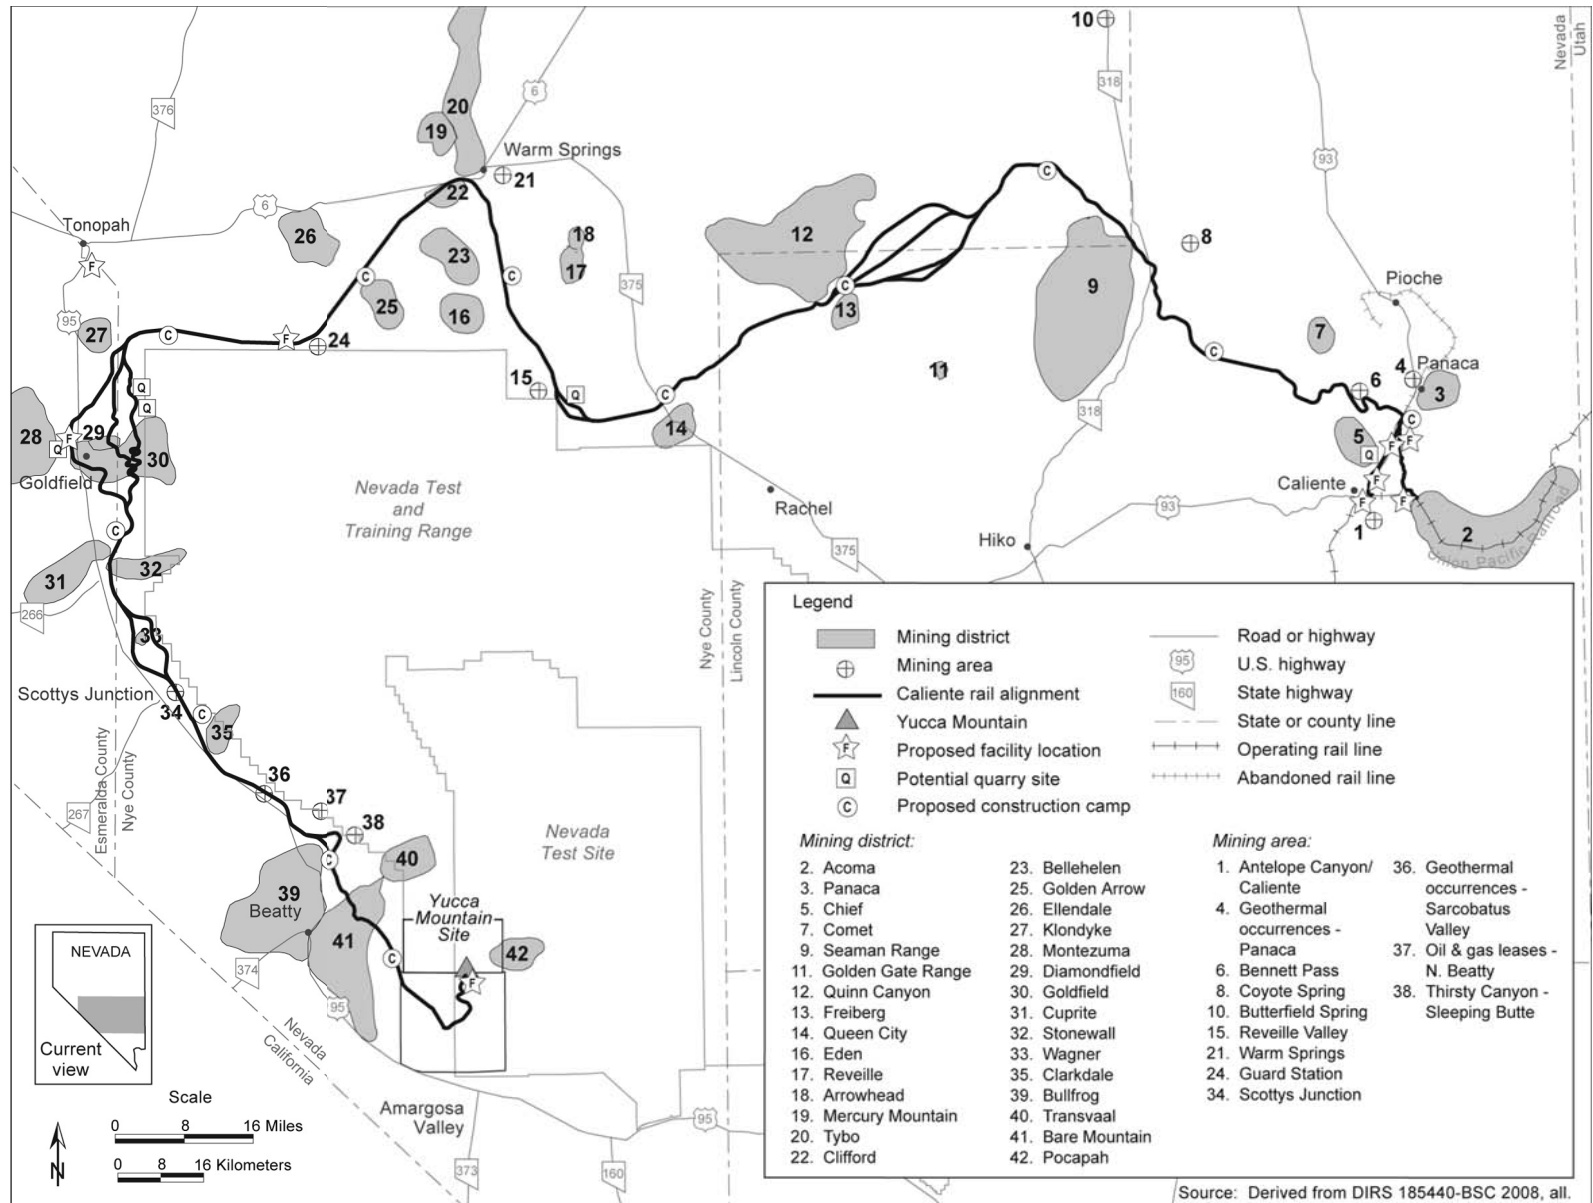 10
Nevada
Utah
318
376
20
6
19
Warm Springs
93
21
22
6
Tonopah
F
26
23
18
17
12
C
8
9
375
C
C
C
25
16
13
Pioche
95
27
C
F
24
7
C
11
15
Q
C
4
Panaca
6
3
Q
Q
318
C
28
29
F
Q
30
14
5
F
F
Q
Goldfield
Nevada Test
and
Training Range
Rachel
Caliente
F
F
F
93
1
2
Union Pacific Railroad
C
Hiko
375
31
32
266
33
Nye County
Lincoln County
Scottys Junction
34
C
35
Esmeralda County
Nye County
36
37
38
267
Nevada
Test Site
C
40
39
Beatty
Yucca
Mountain
Site
41
42
C
374
F
95
Nevada
California
NEVADA
Current
view
Scale
0 8 16 Miles
0 8 16 Kilometers
N
Amargosa
Valley
95
373
160
Legend
Mining district
Mining area
Caliente rail alignment
Yucca Mountain
F Proposed facility location
Q Potential quarry site
C Proposed construction camp
Road or highway
95 U.S. highway
160 State highway
State or county line
Operating rail line
Abandoned rail line
Mining district:
2. Acoma
3. Panaca
5. Chief
7. Comet
9. Seaman Range
11. Golden Gate Range
12. Quinn Canyon
13. Freiberg
14. Queen City
16. Eden
17. Reveille
18. Arrowhead
19. Mercury Mountain
20. Tybo
22. Clifford
23. Bellehelen
25. Golden Arrow
26. Ellendale
27. Klondyke
28. Montezuma
29. Diamondfield
30. Goldfield
31. Cuprite
32. Stonewall
33. Wagner
35. Clarkdale
39. Bullfrog
40. Transvaal
41. Bare Mountain
42. Pocapah
Mining area:
1. Antelope Canyon/
Caliente
4. Geothermal
occurrences -
Panaca
6. Bennett Pass
8. Coyote Spring
10. Butterfield Spring
15. Reveille Valley
21. Warm Springs
24. Guard Station
34. Scottys Junction
36. Geothermal
occurrences -
Sarcobatus
Valley
37. Oil & gas leases -
N. Beatty
38. Thirsty Canyon -
Sleeping Butte
Source: Derived from DIRS 185440-BSC 2008, all.